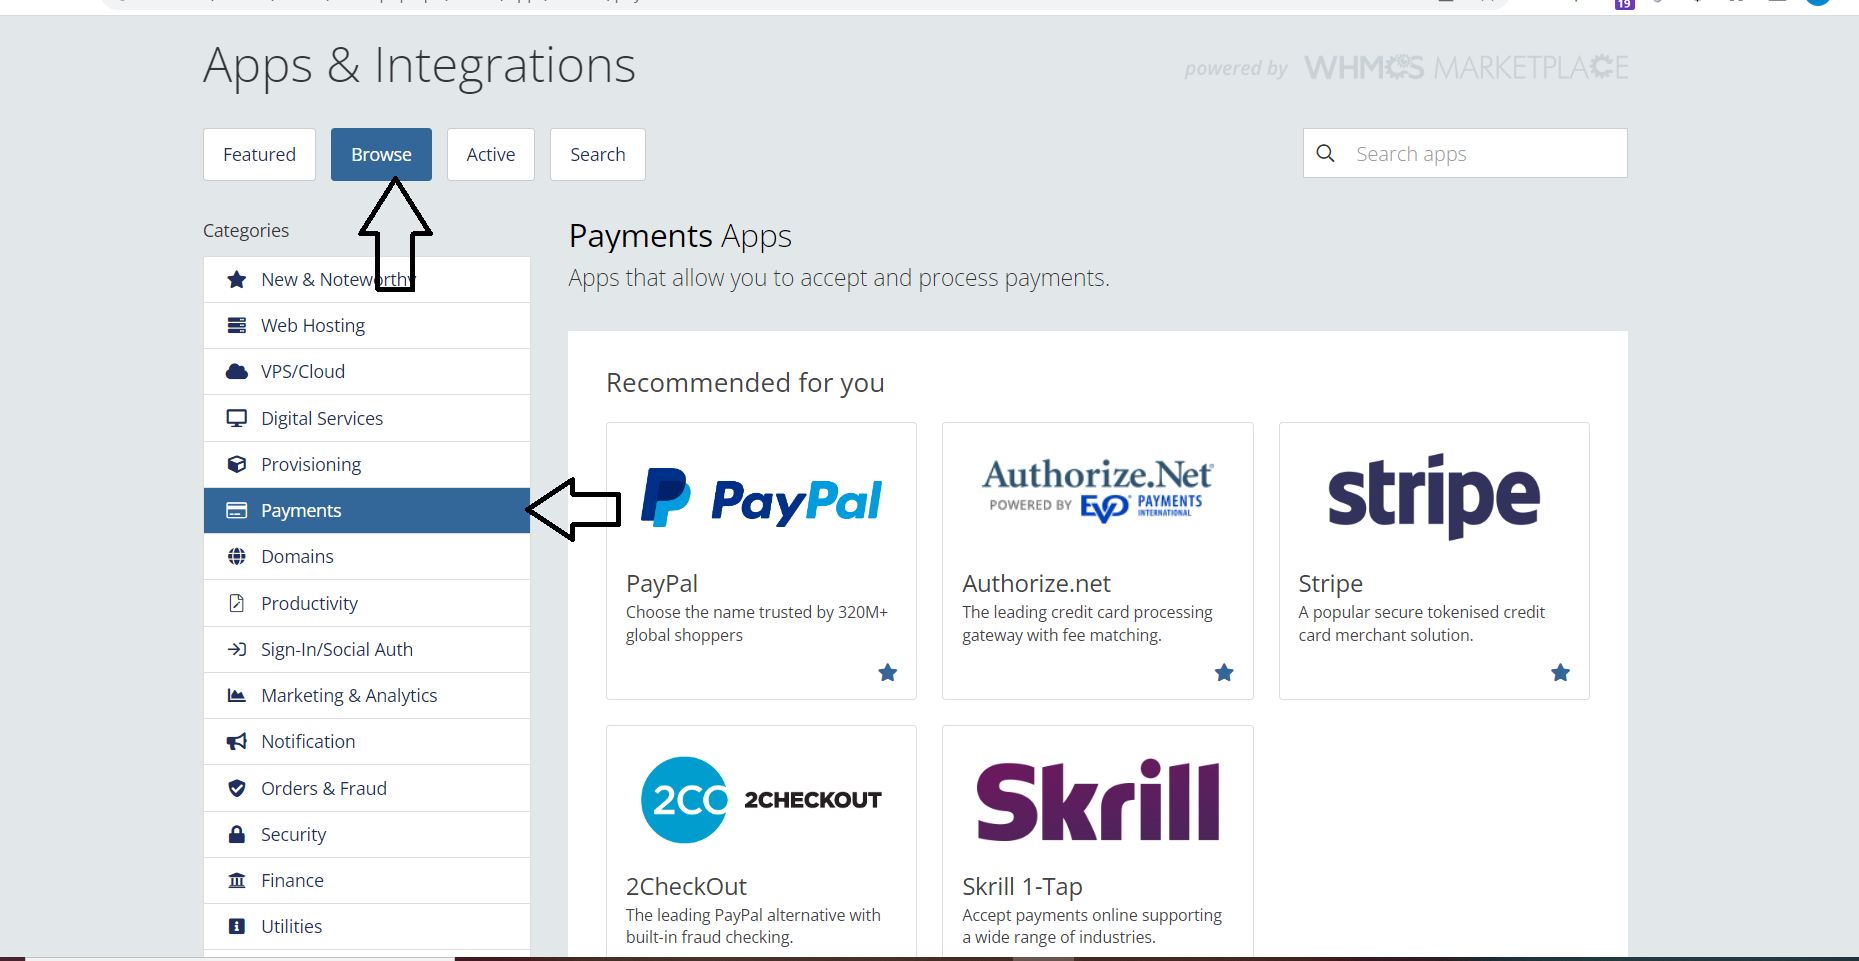 19
Apps & Integrations
powered by WHMCS MARKETPLACE
Featured
Browse
Active
Search
Search apps
Categories
New & Noteworthy
Web Hosting
VPS/Cloud
Digital Services
Provisioning
Payments
Domains
Productivity
Sign-In/Social Auth
Marketing & Analytics
Notification
Orders & Fraud
Security
Finance
Utilities
Payments Apps
Apps that allow you to accept and process payments.
Recommended for you
PayPal
PayPal
Choose the name trusted by 320M+
global shoppers
Authorize.Net
POWERED BY EVO PAYMENTS
INTERNATIONAL
Authorize.net
The leading credit card processing
gateway with fee matching.
stripe
Stripe
A popular secure tokenised credit
card merchant solution.
2CO 2CHECKOUT
2CheckOut
The leading PayPal alternative with
built-in fraud checking.
Skrill
Skrill 1-Tap
Accept payments online supporting
a wide range of industries.